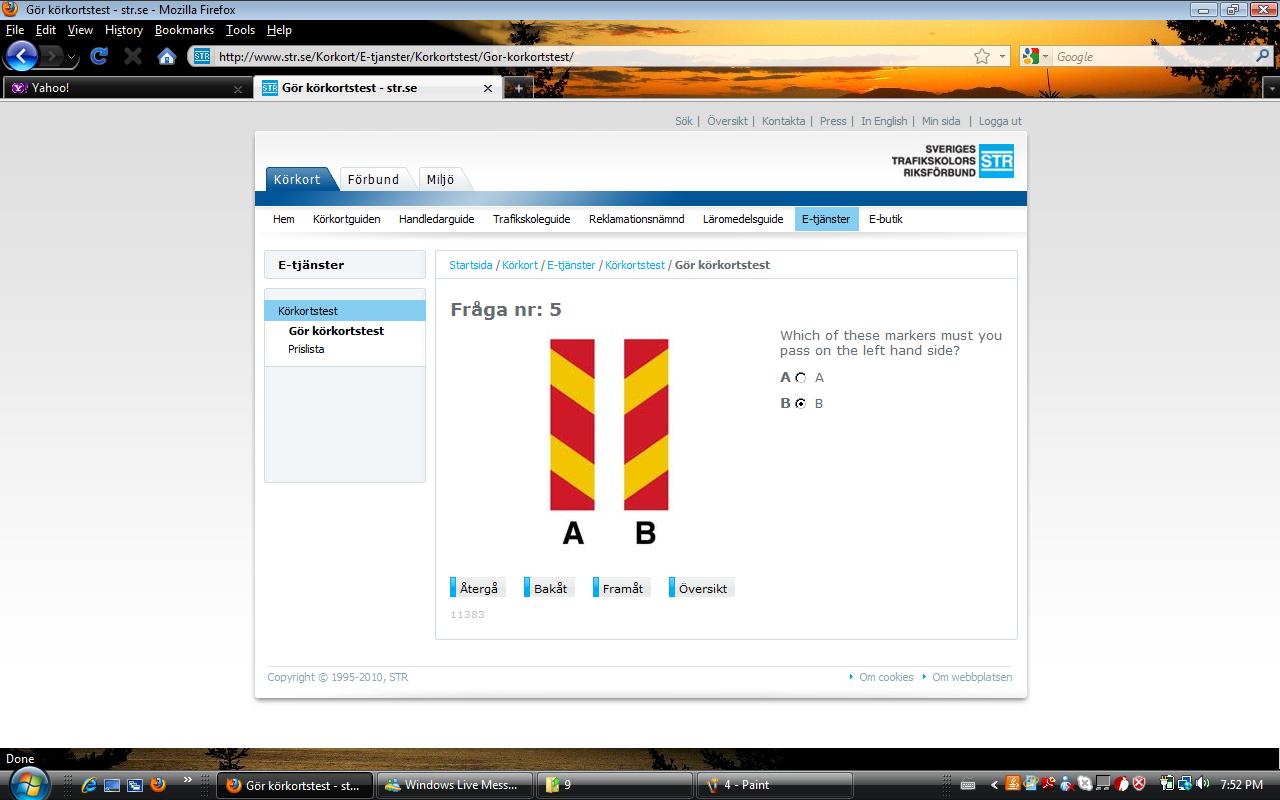 Gör körkortstest - str.se - Mozilla Firefox
File Edit View History Bookmarks Tools Help
STR http://www.str.se/Korkort/E-tjanster/Korkortstest/Gor-korkortstest/ Google
Yahoo! STR Gör körkortstest - str.se
Sök | Översikt | Kontakta | Press | In English | Min sida | Logga ut
SVERIGES
TRAFIKSKOLORS STR
RIKSFÖRBUND
Körkort Förbund Miljö
Hem Körkortguiden Handledarguide Trafikskoleguide Reklamationsnämnd Läromedelsguide E-tjänster E-butik
E-tjänster
Körkortstest
Gör körkortstest
Prislista
Startsida / Körkort / E-tjänster / Körkortstest / Gör körkortstest
Fråga nr: 5
Which of these markers must you
pass on the left hand side?
A A
B B
A B
Återgå Bakåt Framåt Översikt
11383
Copyright © 1995-2010, STR Om cookies Om webbplatsen
Done
Gör körkortstest - st... Windows Live Mess... 9 4 - Paint 7:52 PM